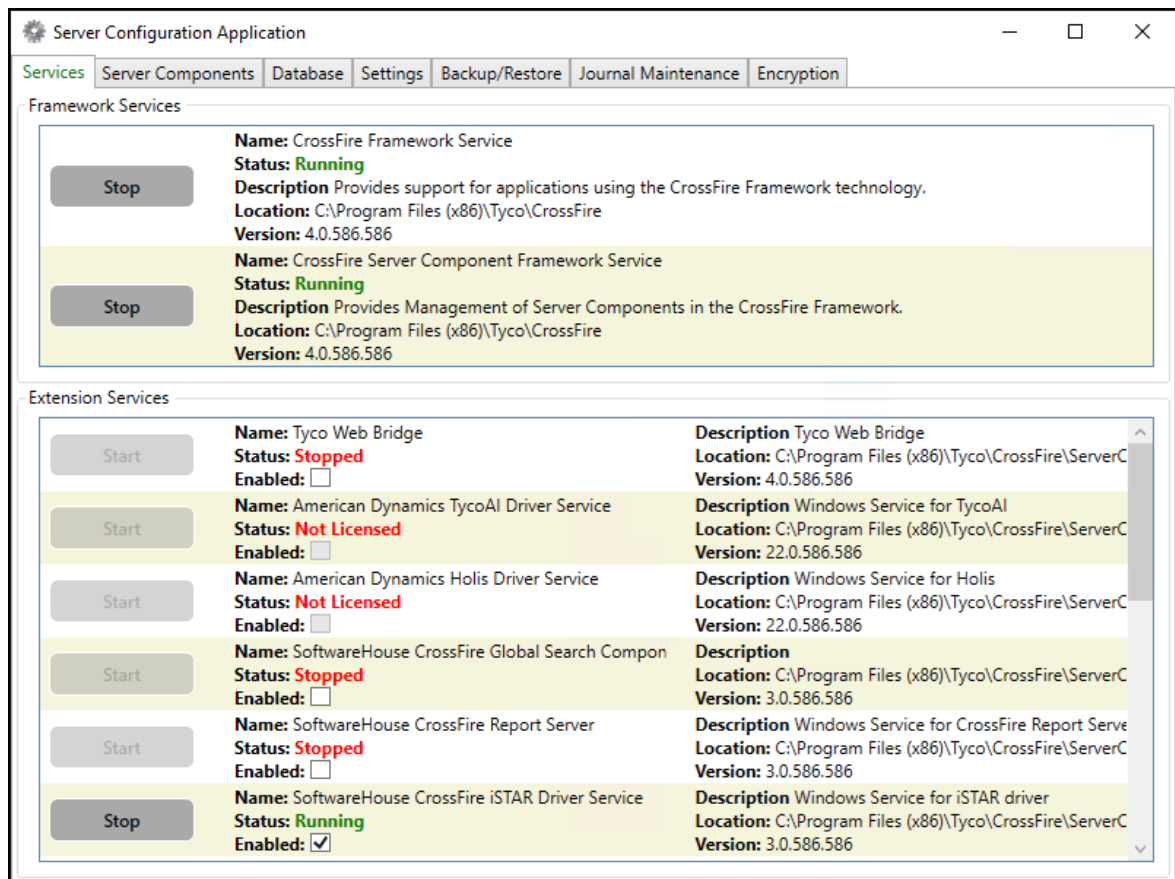 Server Configuration Application
Services Server Components Database Settings Backup/Restore Journal Maintenance Encryption
Framework Services
Name: CrossFire Framework Service
Status: Running
Stop
Description Provides support for applications using the CrossFire Framework technology.
Location: C:\Program Files (x86)\Tyco\CrossFire
Version: 4.0.586.586
Name: CrossFire Server Component Framework Service
Status: Running
Stop
Description Provides Management of Server Components in the CrossFire Framework.
Location: C:\Program Files (x86)\Tyco\CrossFire
Version: 4.0.586.586
Extension Services
Name: Tyco Web Bridge Description Tyco Web Bridge
Start Status: Stopped Location: C:\Program Files (x86)\Tyco\CrossFire\ServerC
Enabled: Version: 4.0.586.586
Name: American Dynamics TycoAI Driver Service Description Windows Service for TycoAI
Start Status: Not Licensed Location: C:\Program Files (x86)\Tyco\CrossFire\ServerC
Enabled: Version: 22.0.586.586
Name: American Dynamics Holis Driver Service Description Windows Service for Holis
Start Status: Not Licensed Location: C:\Program Files (x86)\Tyco\CrossFire\ServerC
Enabled: Version: 22.0.586.586
Name: SoftwareHouse CrossFire Global Search Compon Description
Start Status: Stopped Location: C:\Program Files (x86)\Tyco\CrossFire\ServerC
Enabled: Version: 3.0.586.586
Name: SoftwareHouse CrossFire Report Server Description Windows Service for CrossFire Report Serve
Start Status: Stopped Location: C:\Program Files (x86)\Tyco\CrossFire\ServerC
Enabled: Version: 3.0.586.586
Name: SoftwareHouse CrossFire iSTAR Driver Service Description Windows Service for iSTAR driver
Stop Status: Running Location: C:\Program Files (x86)\Tyco\CrossFire\ServerC
Enabled: Version: 3.0.586.586